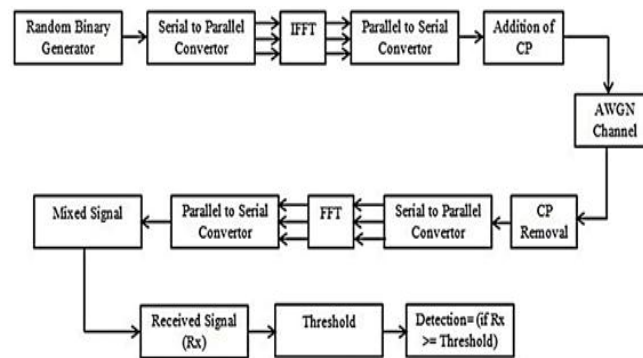 Random Binary
Generator
Serial to Parallel
Convertor
IFFT
Parallel to Serial
Convertor
Addition of
CP
AWGN
Channel
CP
Removal
Serial to Parallel
Convertor
FFT
Parallel to Serial
Convertor
Mixed Signal
Received Signal
(Rx)
Threshold
Detection= (if Rx
>= Threshold)